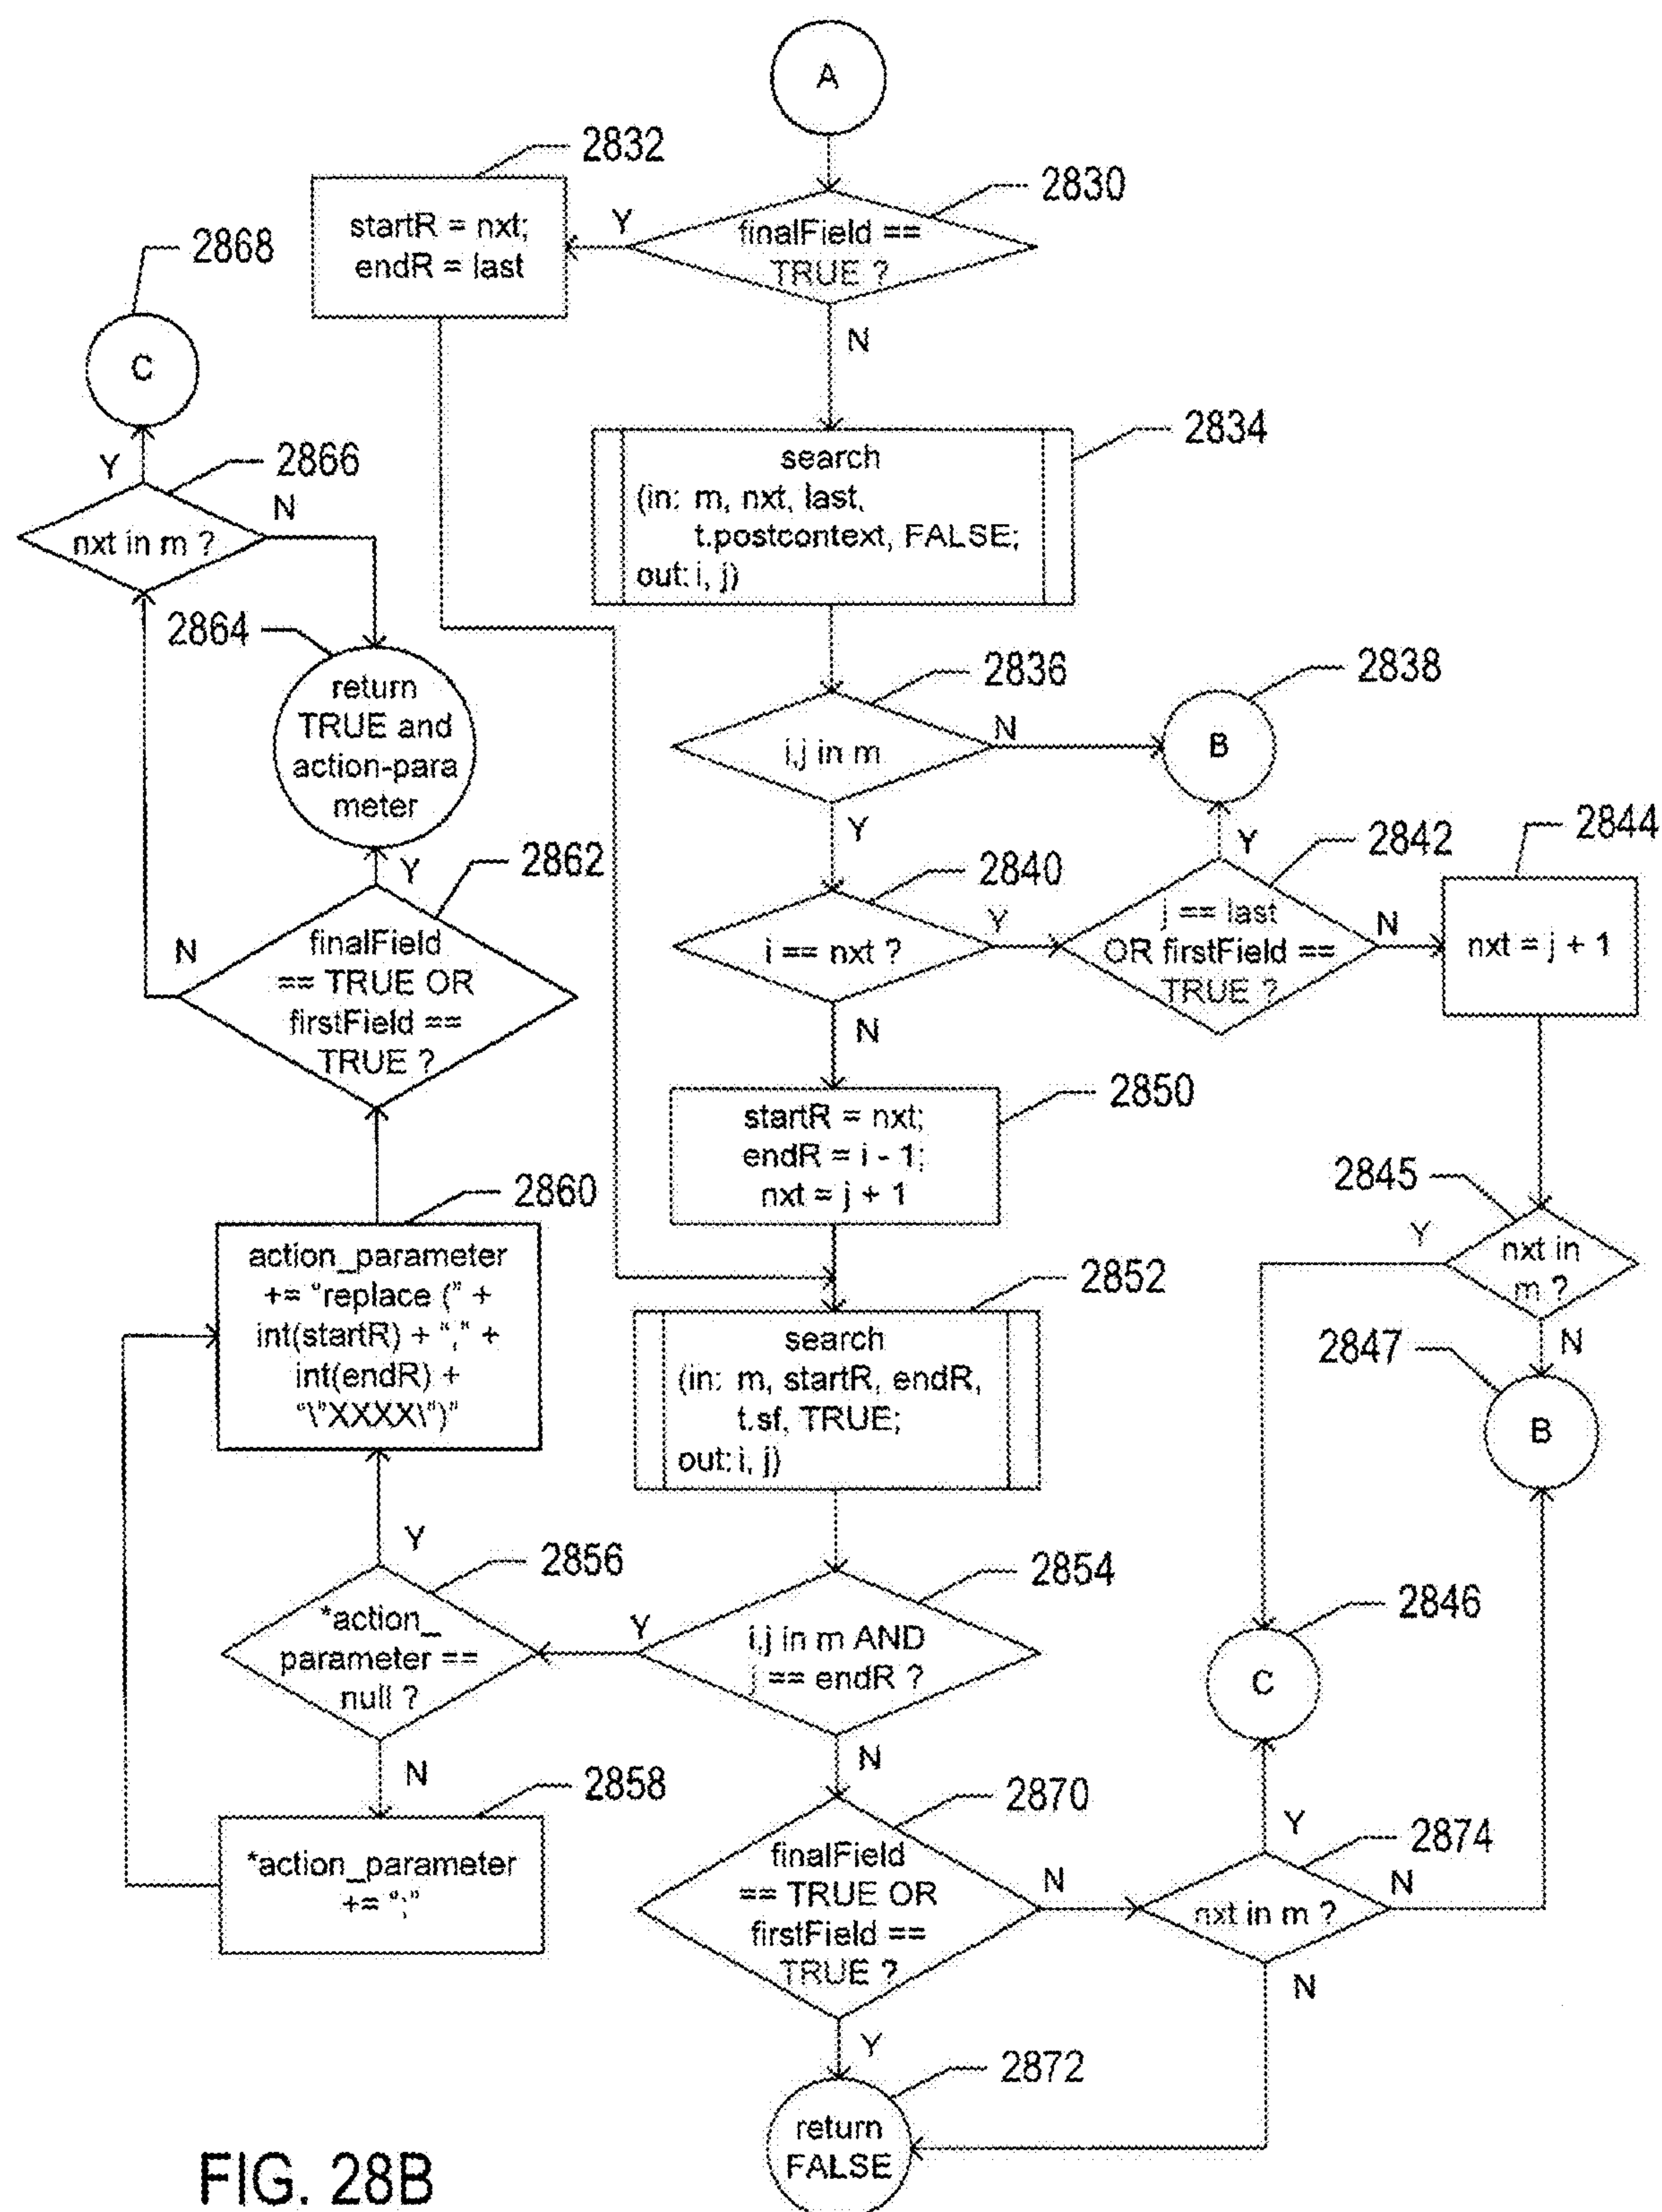 A
2832
2830
startR = nxt;
endR = last
Y
finalField ==
TRUE ?
2868
N
C
2834
search
(in: m, nxt, last,
t.postcontext, FALSE;
out: i, j)
Y
2866
N
nxt in m ?
2864
return
TRUE and
action-para
meter
2836
i,j in m
N
2838
B
Y
Y
2862
Y
2840
i == nxt ?
Y
2842
j == last
OR firstField ==
TRUE ?
N
2844
nxt = j + 1
N
finalField
== TRUE OR
firstField ==
TRUE ?
N
2850
startR = nxt;
endR = i - 1;
nxt = j + 1
2845
Y
nxt in
m ?
N
2847
B
2860
action_parameter
+= “replace (” +
int(startR) + “,” +
int(endR) +
“\”XXXX\”)”
2852
search
(in: m, startR, endR,
t.sf, TRUE;
out: i, j)
Y
2856
*action_
parameter ==
null ?
Y
2854
i,j in m AND
j == endR ?
2846
C
N
N
2858
*action_parameter
+= “;”
2870
finalField
== TRUE OR
firstField ==
TRUE ?
N
Y
2874
nxt in m ?
N
N
Y
2872
return
FALSE
FIG. 28B